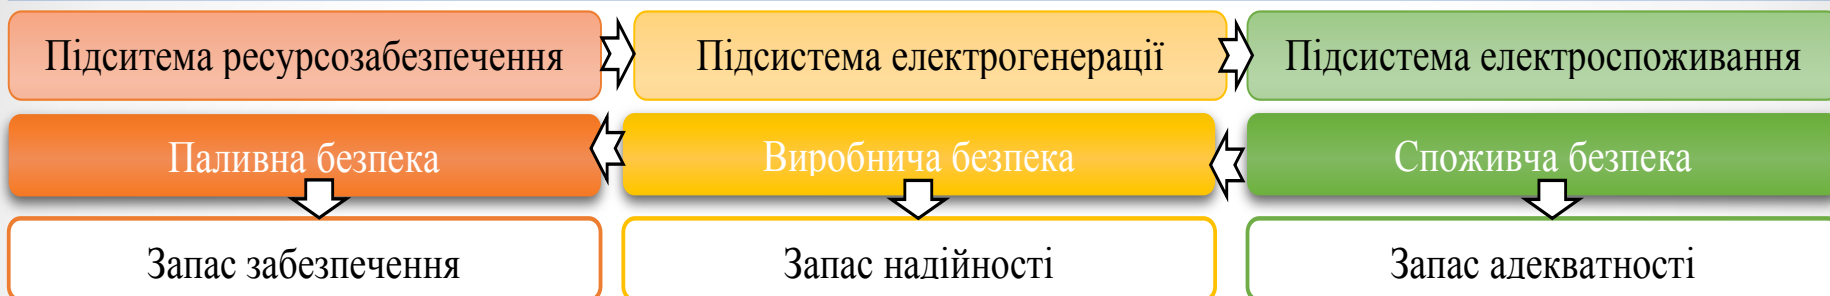 Підситема ресурсозабезпечення
Підсистема електрогенерації
Підсистема електроспоживання
Паливна безпека
Виробнича безпека
Споживча безпека
Запас забезпечення
Запас надійності
Запас адекватності